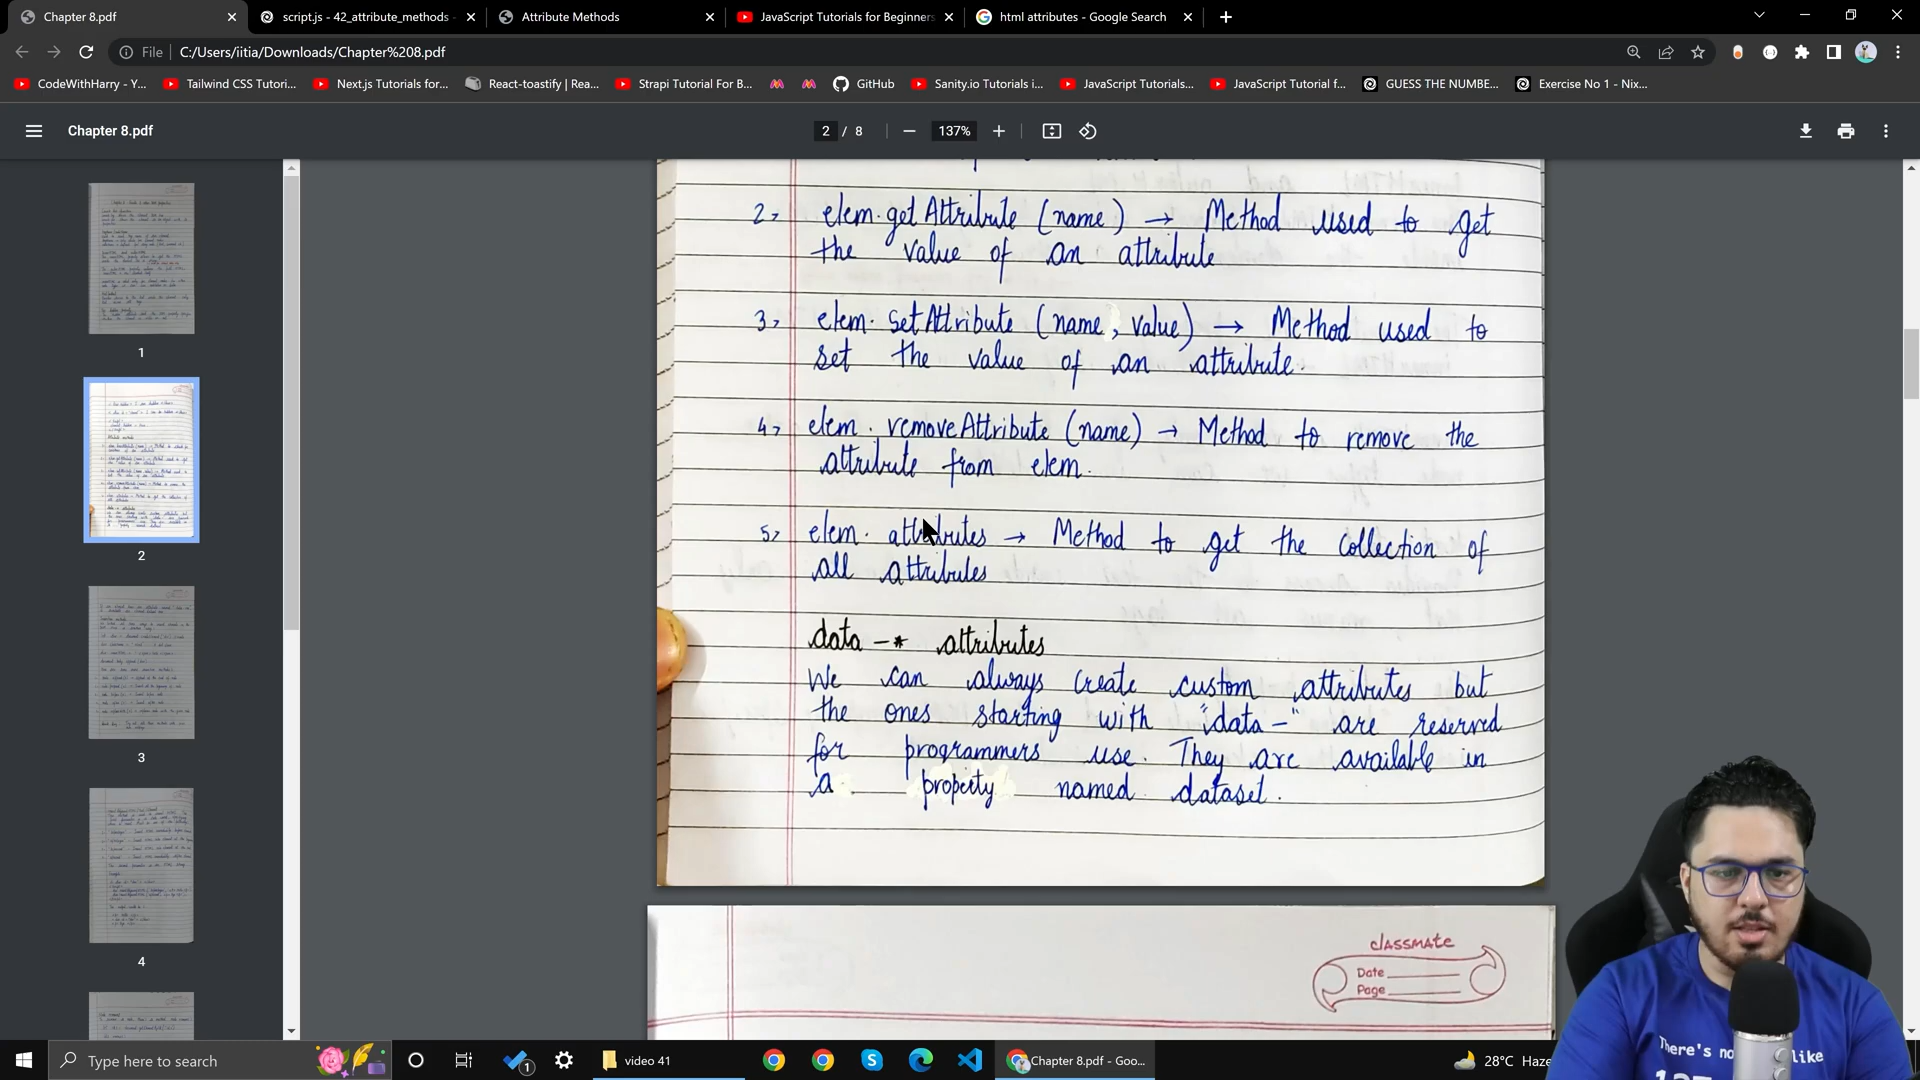 Chapter 8.pdf
script.js - 42_attribute_methods -
Attribute Methods
JavaScript Tutorials for Beginners
html attributes - Google Search
File
C:/Users/iitia/Downloads/Chapter%208.pdf
CodeWithHarry - Y...
Tailwind CSS Tutori...
Next.js Tutorials for...
React-toastify | Rea...
Strapi Tutorial For B...
GitHub
Sanity.io Tutorials i...
JavaScript Tutorials...
JavaScript Tutorial f...
GUESS THE NUMBE...
Exercise No 1 - Nix...
Chapter 8.pdf
2 / 8
137%
1
2
3
4
2, elem.getAttribute (name) → Method used to get
the value of an attribute
3, elem.setAttribute (name, value) → Method used to
set the value of an attribute.
4, elem.removeAttribute (name) → Method to remove the
attribute from elem.
5, elem.attributes → Method to get the collection of
all attributes
data-* attributes
We can always create custom attributes but
the ones starting with "data-" are reserved
for programmers use. They are available in
a property named dataset.
classmate
Date
Page
There's no like
Type here to search
1
video 41
Chapter 8.pdf - Goo...
28°C Haze